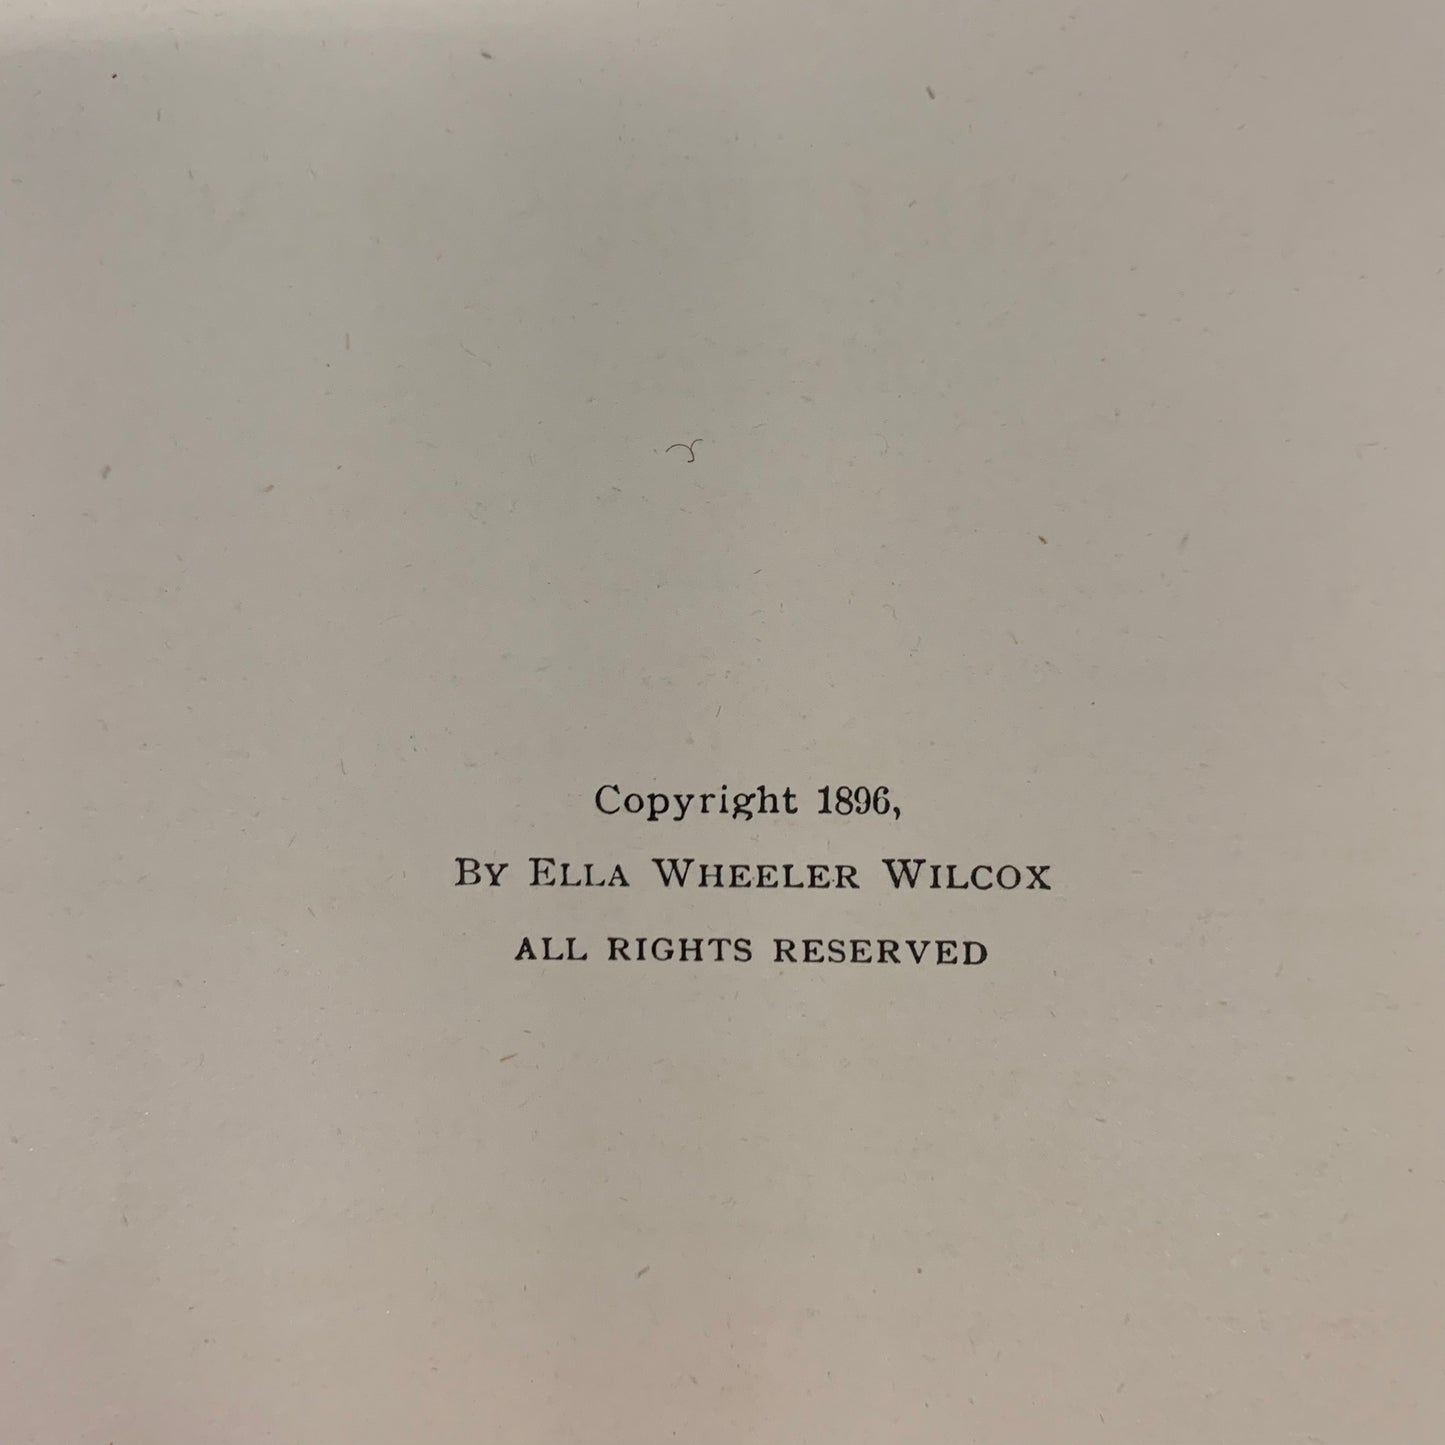 Copyright 1896,
BY ELLA WHEELER WILCOX
ALL RIGHTS RESERVED